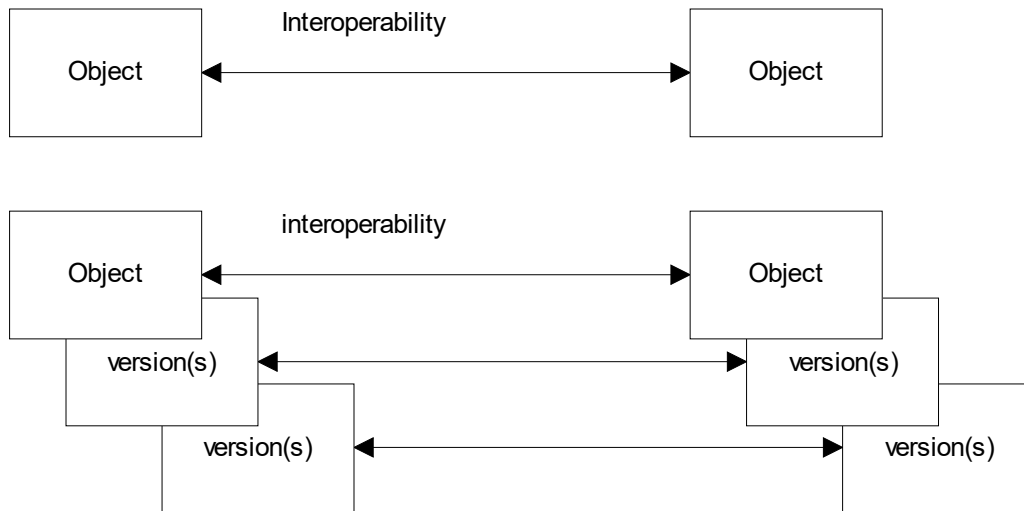 Interoperability
Object
Object
interoperability
Object
Object
version(s)
version(s)
version(s)
version(s)